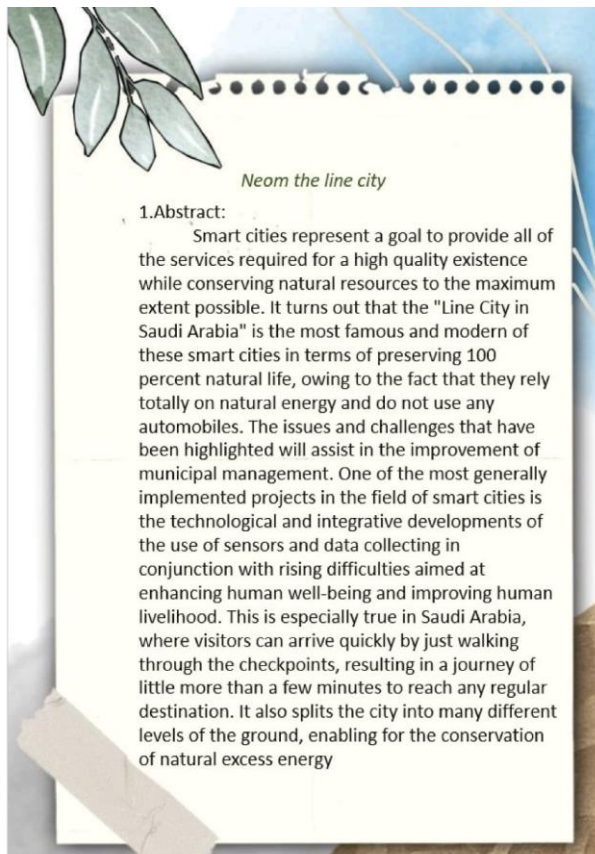 Neom the line city
1.Abstract:
Smart cities represent a goal to provide all of
the services required for a high quality existence
while conserving natural resources to the maximum
extent possible. It turns out that the "Line City in
Saudi Arabia" is the most famous and modern of
these smart cities in terms of preserving 100
percent natural life, owing to the fact that they rely
totally on natural energy and do not use any
automobiles. The issues and challenges that have
been highlighted will assist in the improvement of
municipal management. One of the most generally
implemented projects in the field of smart cities is
the technological and integrative developments of
the use of sensors and data collecting in
conjunction with rising difficulties aimed at
enhancing human well-being and improving human
livelihood. This is especially true in Saudi Arabia,
where visitors can arrive quickly by just walking
through the checkpoints, resulting in a journey of
little more than a few minutes to reach any regular
destination. It also splits the city into many different
levels of the ground, enabling for the conservation
of natural excess energy